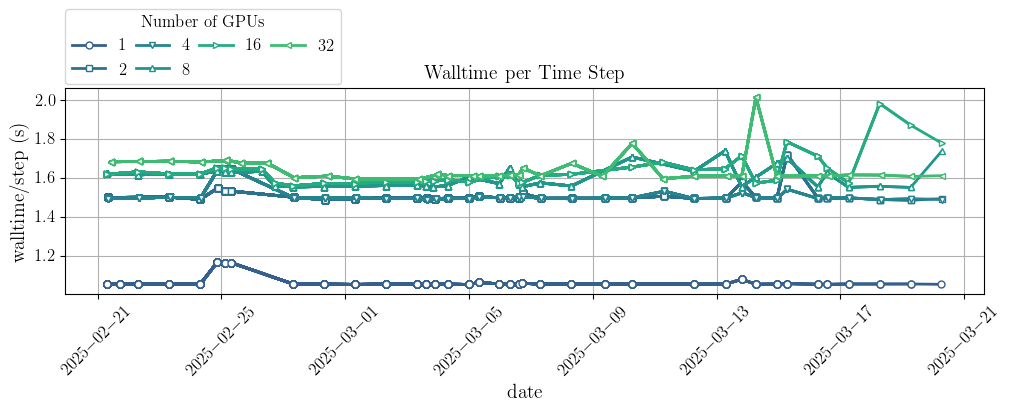 Number of GPUs
1 4 16 32
2 8
Walltime per Time Step
walltime/step (s)
2.0
1.8
1.6
1.4
1.2
2025−02−21 2025−02−25 2025−03−01 2025−03−05 2025−03−09 2025−03−13 2025−03−17 2025−03−21
date